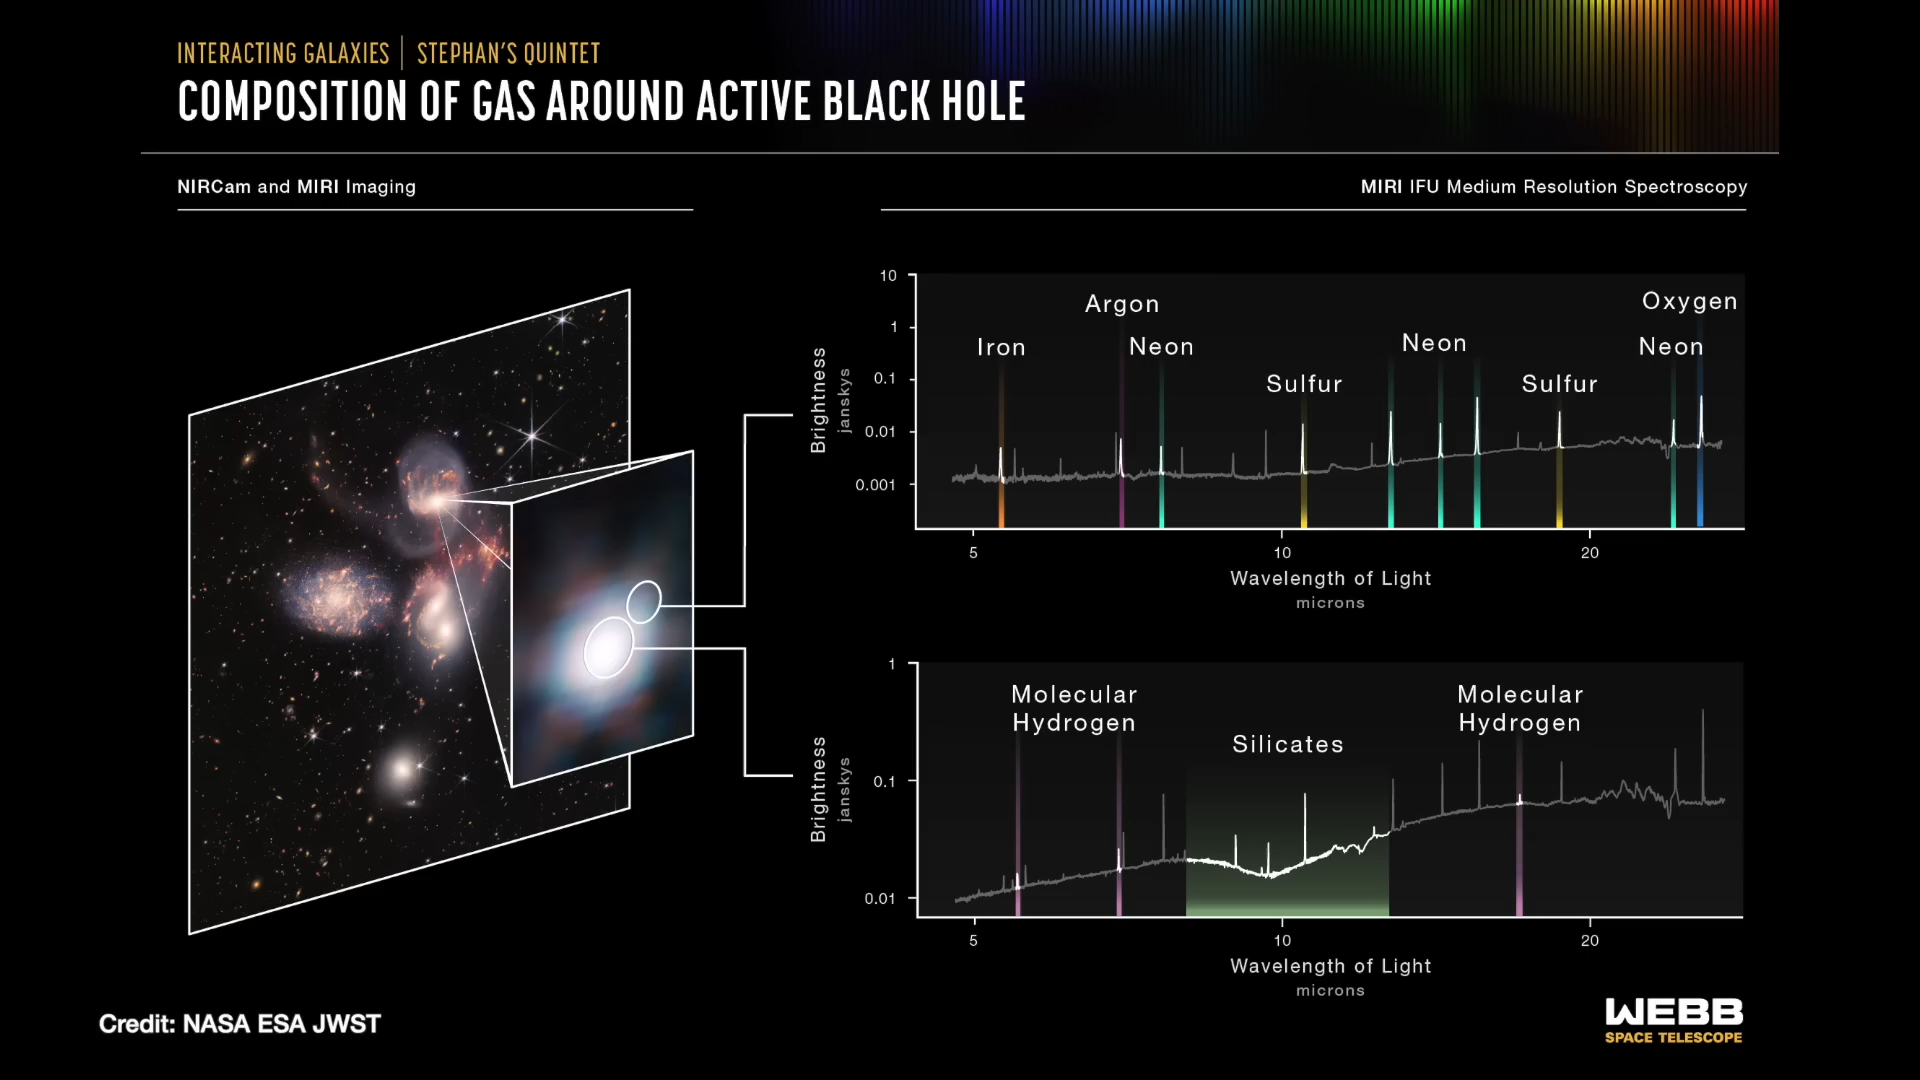 INTERACTING GALAXIES | STEPHAN'S QUINTET
COMPOSITION OF GAS AROUND ACTIVE BLACK HOLE
NIRCam and MIRI Imaging
MIRI IFU Medium Resolution Spectroscopy
Brightness
janskys
10
1
0.1
0.01
0.001
Iron
Argon
Neon
Sulfur
Neon
Sulfur
Oxygen
Neon
5
10
20
Wavelength of Light
microns
Brightness
janskys
1
0.1
0.01
Molecular
Hydrogen
Silicates
Molecular
Hydrogen
5
10
20
Wavelength of Light
microns
Credit: NASA ESA JWST
WEBB
SPACE TELESCOPE